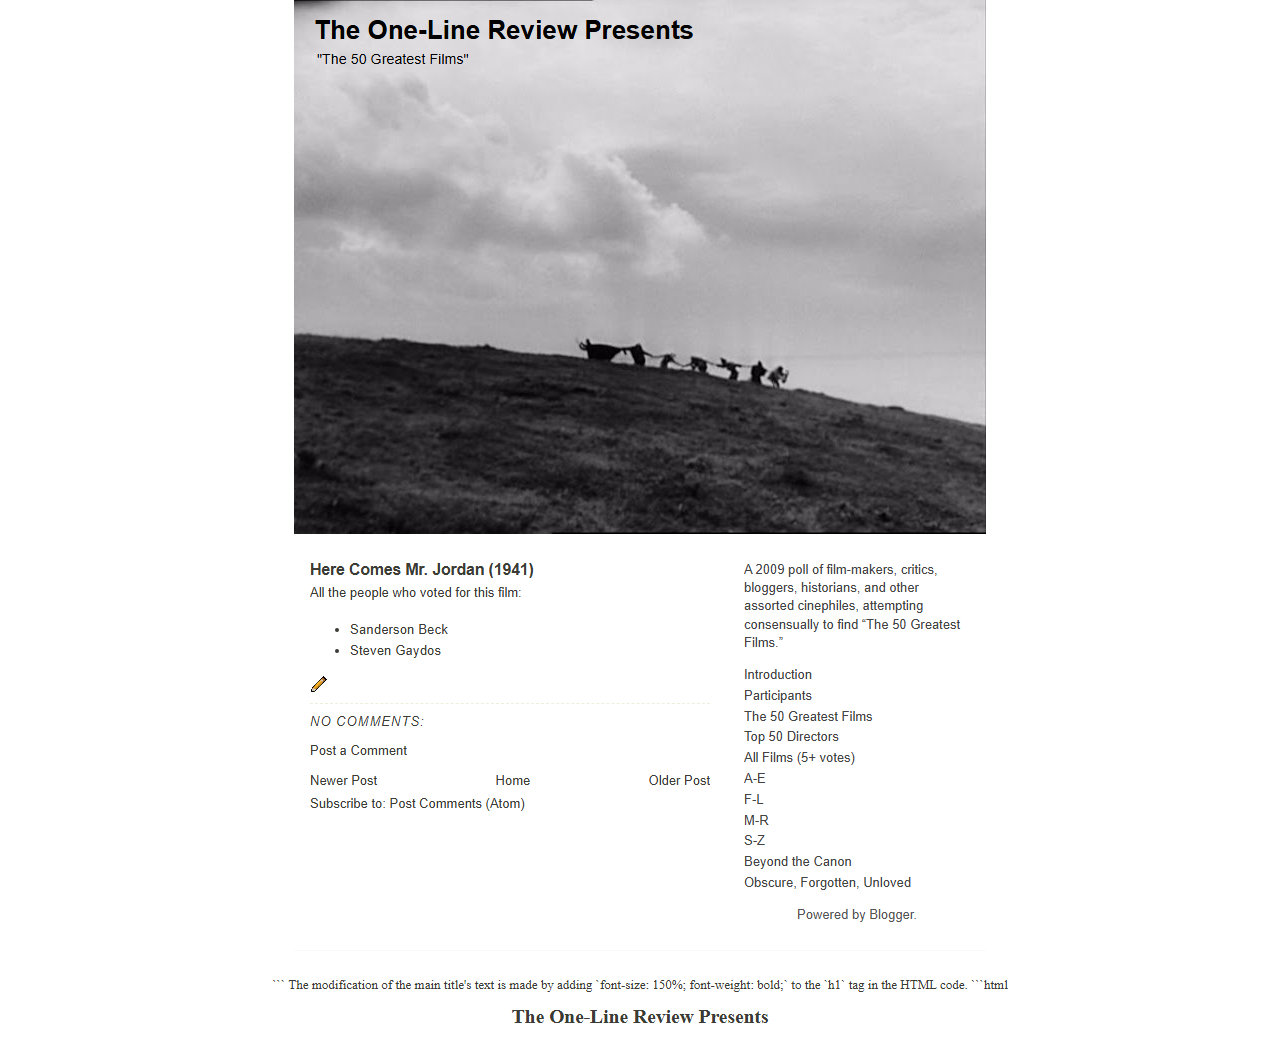 The One-Line Review Presents
"The 50 Greatest Films"
Here Comes Mr. Jordan (1941)
All the people who voted for this film:
• Sanderson Beck
• Steven Gaydos
NO COMMENTS:
Post a Comment
Newer Post Home Older Post
Subscribe to: Post Comments (Atom)
A 2009 poll of film-makers, critics,
bloggers, historians, and other
assorted cinephiles, attempting
consensually to find “The 50 Greatest
Films.”
Introduction
Participants
The 50 Greatest Films
Top 50 Directors
All Films (5+ votes)
A-E
F-L
M-R
S-Z
Beyond the Canon
Obscure, Forgotten, Unloved
Powered by Blogger.
``` The modification of the main title's text is made by adding `font-size: 150%; font-weight: bold;` to the `h1` tag in the HTML code. ```html
The One-Line Review Presents